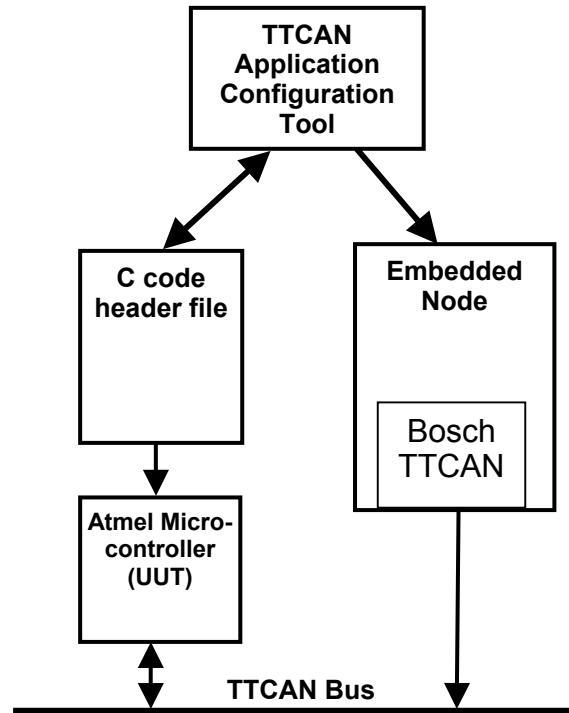 TTCAN
Application
Configuration
Tool
C code
header file
Embedded
Node
Bosch
TTCAN
Atmel Micro-
controller
(UUT)
TTCAN Bus